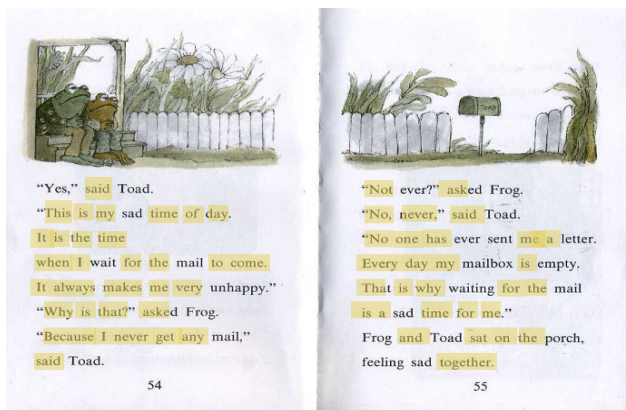 “Yes,” said Toad.
“This is my sad time of day.
It is the time
when I wait for the mail to come.
It always makes me very unhappy.”
“Why is that?” asked Frog.
“Because I never get any mail,”
said Toad.
54
TOAD
“Not ever?” asked Frog.
“No, never,” said Toad.
“No one has ever sent me a letter.
Every day my mailbox is empty.
That is why waiting for the mail
is a sad time for me.”
Frog and Toad sat on the porch,
feeling sad together.
55